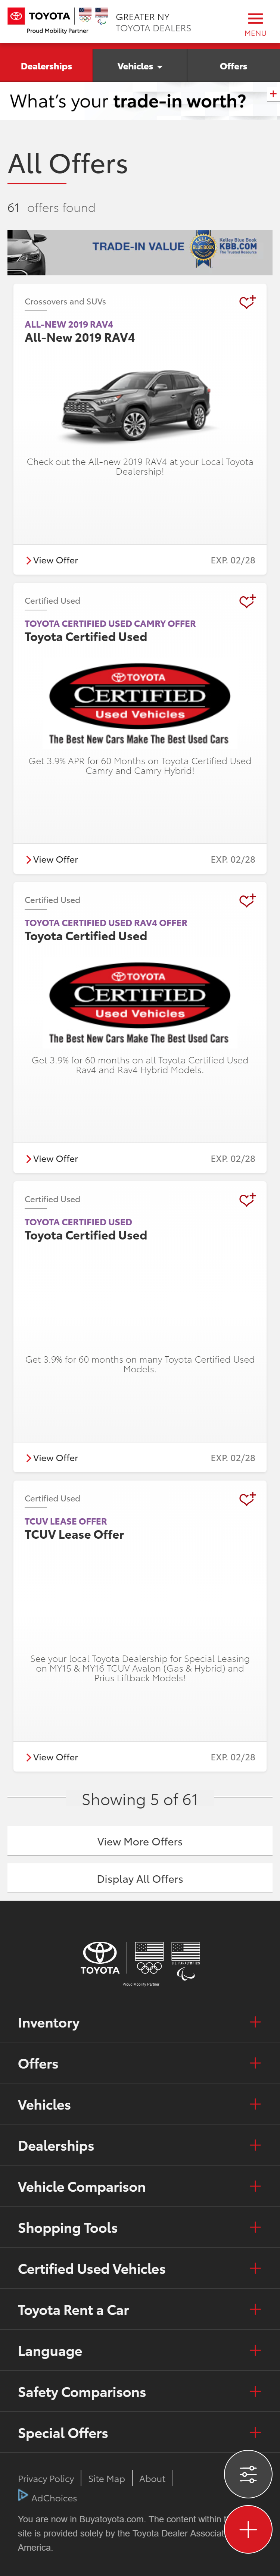 TOYOTA
Proud Mobility Partner
GREATER NY
TOYOTA DEALERS
MENU
Dealerships
Vehicles
Offers
What's your trade-in worth?
All Offers
61 offers found
TRADE-IN VALUE
Kelley Blue Book
KBB.COM
The Trusted Resource
Crossovers and SUVs
ALL-NEW 2019 RAV4
All-New 2019 RAV4
Check out the All-new 2019 RAV4 at your Local Toyota
Dealership!
View Offer
EXP. 02/28
Certified Used
TOYOTA CERTIFIED USED CAMRY OFFER
Toyota Certified Used
TOYOTA
CERTIFIED
Used Vehicles
The Best New Cars Make The Best Used Cars
Get 3.9% APR for 60 Months on Toyota Certified Used
Camry and Camry Hybrid!
View Offer
EXP. 02/28
Certified Used
TOYOTA CERTIFIED USED RAV4 OFFER
Toyota Certified Used
TOYOTA
CERTIFIED
Used Vehicles
The Best New Cars Make The Best Used Cars
Get 3.9% for 60 months on all Toyota Certified Used
Rav4 and Rav4 Hybrid Models.
View Offer
EXP. 02/28
Certified Used
TOYOTA CERTIFIED USED
Toyota Certified Used
Get 3.9% for 60 months on many Toyota Certified Used
Models.
View Offer
EXP. 02/28
Certified Used
TCUV LEASE OFFER
TCUV Lease Offer
See your local Toyota Dealership for Special Leasing
on MY15 & MY16 TCUV Avalon (Gas & Hybrid) and
Prius Liftback Models!
View Offer
EXP. 02/28
Showing 5 of 61
View More Offers
Display All Offers
TOYOTA
U.S. PARALYMPICS
Proud Mobility Partner
Inventory
Offers
Vehicles
Dealerships
Vehicle Comparison
Shopping Tools
Certified Used Vehicles
Toyota Rent a Car
Language
Safety Comparisons
Special Offers
Privacy Policy
Site Map
About
AdChoices
You are now in Buyatoyota.com. The content within
site is provided solely by the Toyota Dealer Associat
America.